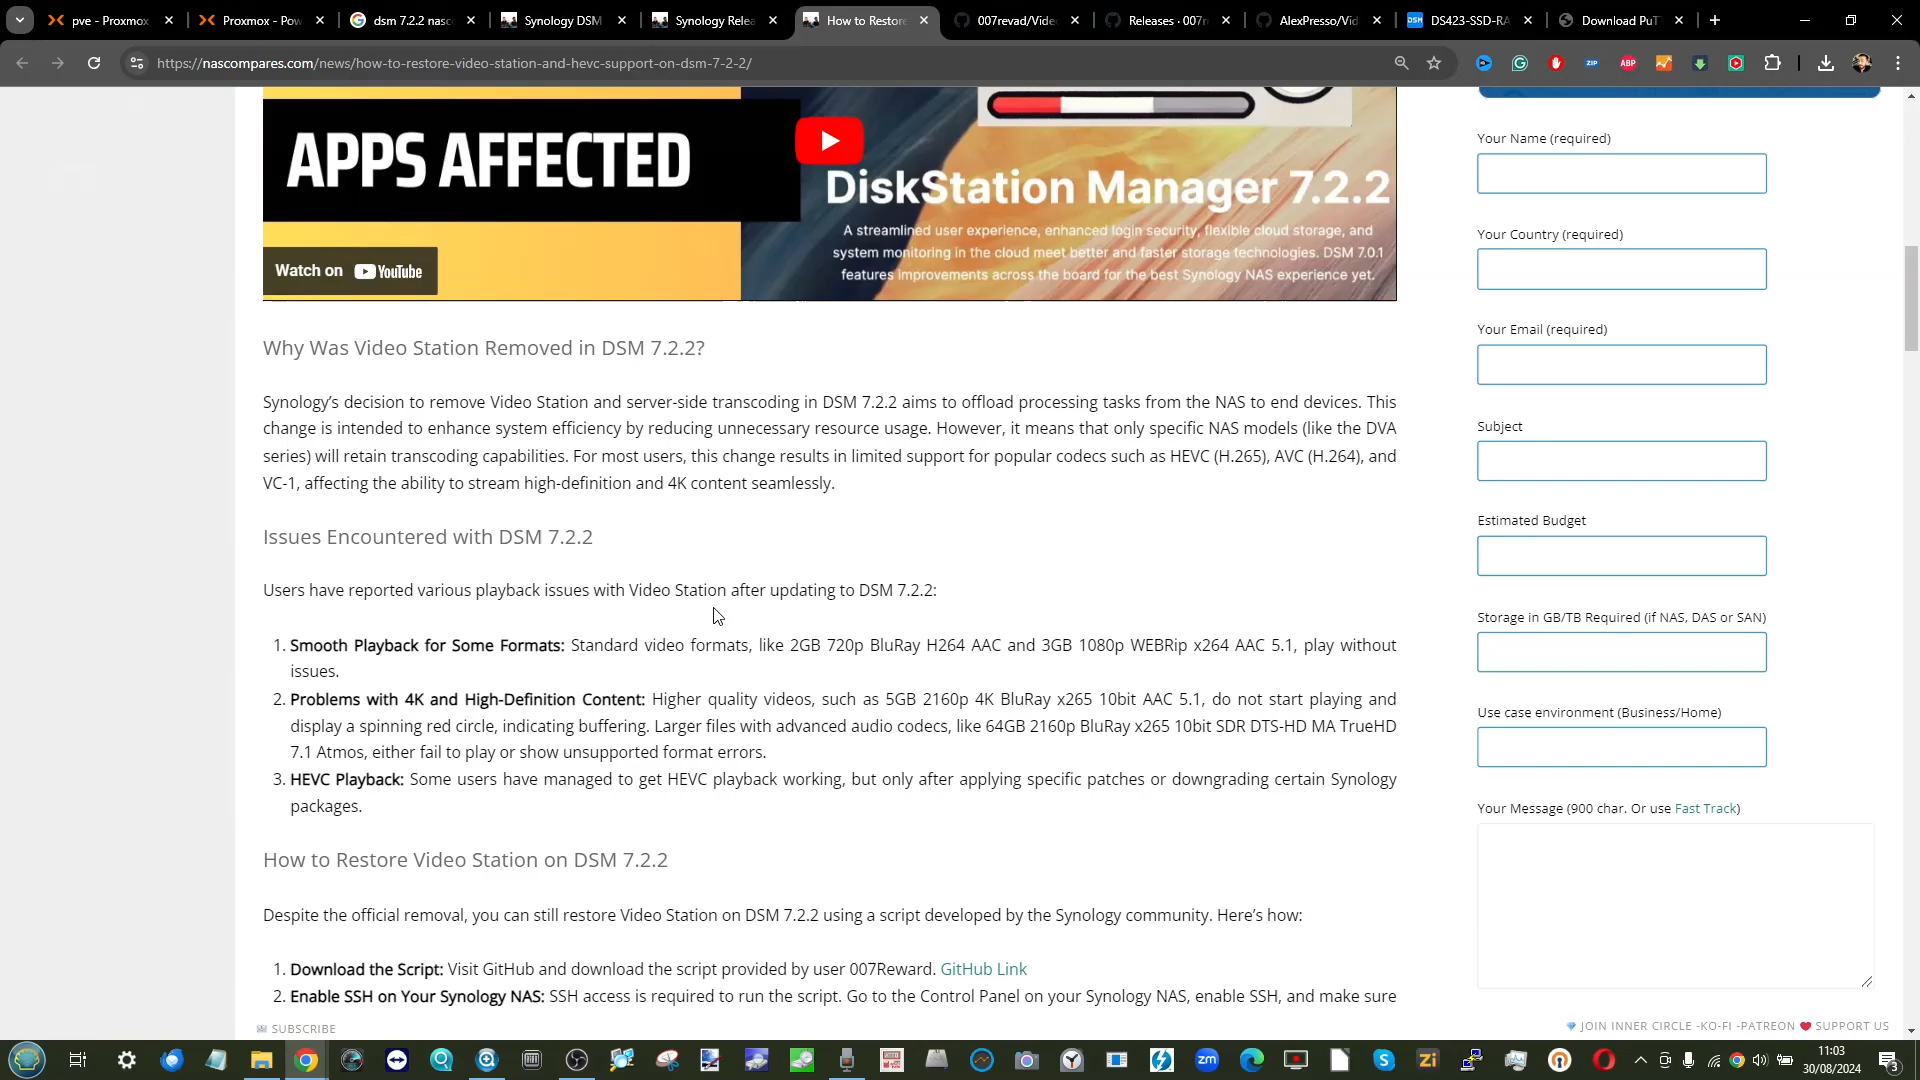 pve - Proxmox
Proxmox - Pow
dsm 7.2.2 nasc
Synology DSM
Synology Relea
How to Restore
007revad/Vide
Releases · 007r
AlexPresso/Vid
DSM
DS423-SSD-RA
Download PuT
https://nascompares.com/news/how-to-restore-video-station-and-hevc-support-on-dsm-7-2-2/
ZIP
ABP
APPS AFFECTED
DiskStation Manager 7.2.2
A streamlined user experience, enhanced login security, flexible cloud storage, and
system monitoring in the cloud meet better and faster storage technologies. DSM 7.0.1
features improvements across the board for the best Synology NAS experience yet.
Watch on YouTube
Why Was Video Station Removed in DSM 7.2.2?
Synology’s decision to remove Video Station and server-side transcoding in DSM 7.2.2 aims to offload processing tasks from the NAS to end devices. This
change is intended to enhance system efficiency by reducing unnecessary resource usage. However, it means that only specific NAS models (like the DVA
series) will retain transcoding capabilities. For most users, this change results in limited support for popular codecs such as HEVC (H.265), AVC (H.264), and
VC-1, affecting the ability to stream high-definition and 4K content seamlessly.
Issues Encountered with DSM 7.2.2
Users have reported various playback issues with Video Station after updating to DSM 7.2.2:
1. Smooth Playback for Some Formats: Standard video formats, like 2GB 720p BluRay H264 AAC and 3GB 1080p WEBRip x264 AAC 5.1, play without
issues.
2. Problems with 4K and High-Definition Content: Higher quality videos, such as 5GB 2160p 4K BluRay x265 10bit AAC 5.1, do not start playing and
display a spinning red circle, indicating buffering. Larger files with advanced audio codecs, like 64GB 2160p BluRay x265 10bit SDR DTS-HD MA TrueHD
7.1 Atmos, either fail to play or show unsupported format errors.
3. HEVC Playback: Some users have managed to get HEVC playback working, but only after applying specific patches or downgrading certain Synology
packages.
How to Restore Video Station on DSM 7.2.2
Despite the official removal, you can still restore Video Station on DSM 7.2.2 using a script developed by the Synology community. Here’s how:
1. Download the Script: Visit GitHub and download the script provided by user 007Reward. GitHub Link
2. Enable SSH on Your Synology NAS: SSH access is required to run the script. Go to the Control Panel on your Synology NAS, enable SSH, and make sure
Your Name (required)
Your Country (required)
Your Email (required)
Subject
Estimated Budget
Storage in GB/TB Required (if NAS, DAS or SAN)
Use case environment (Business/Home)
Your Message (900 char. Or use Fast Track)
SUBSCRIBE
JOIN INNER CIRCLE -KO-FI -PATREON SUPPORT US
zm
Zi
11:03
30/08/2024
3